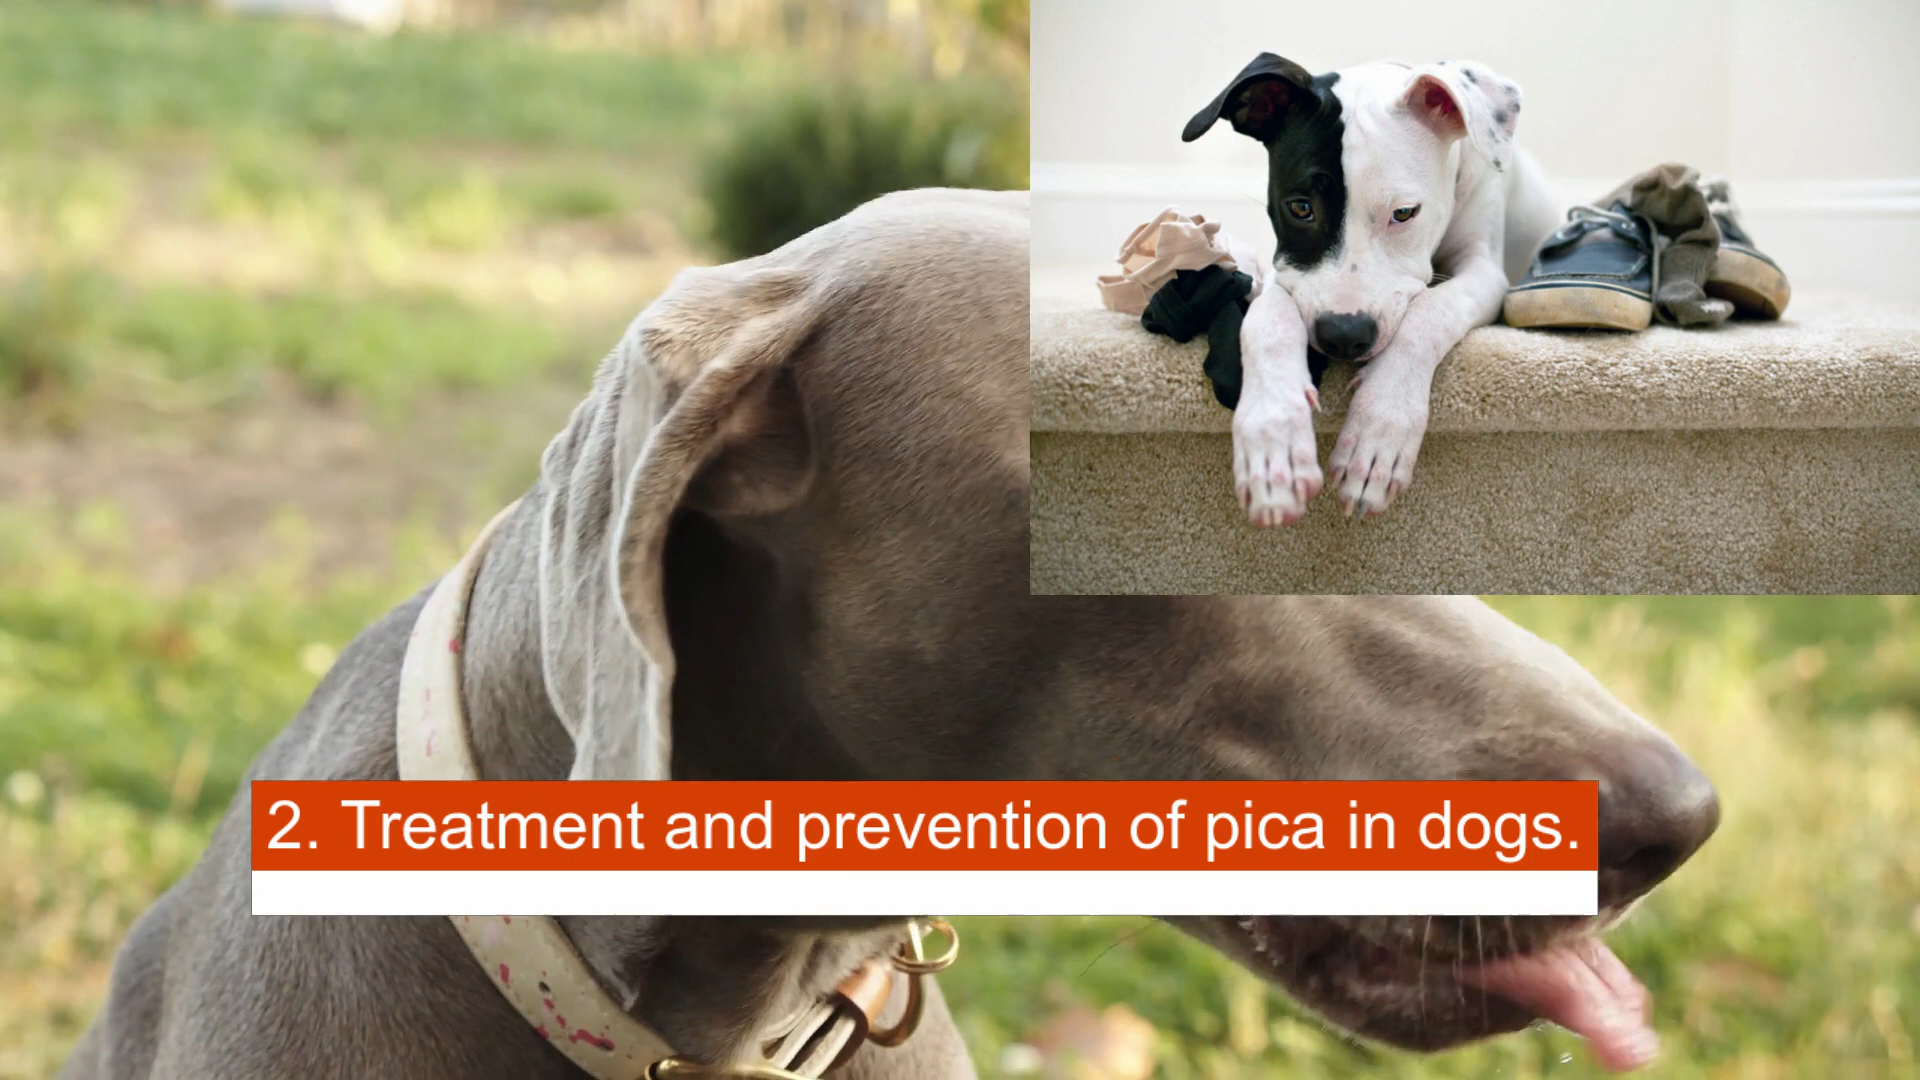 2. Treatment and prevention of pica in dogs.